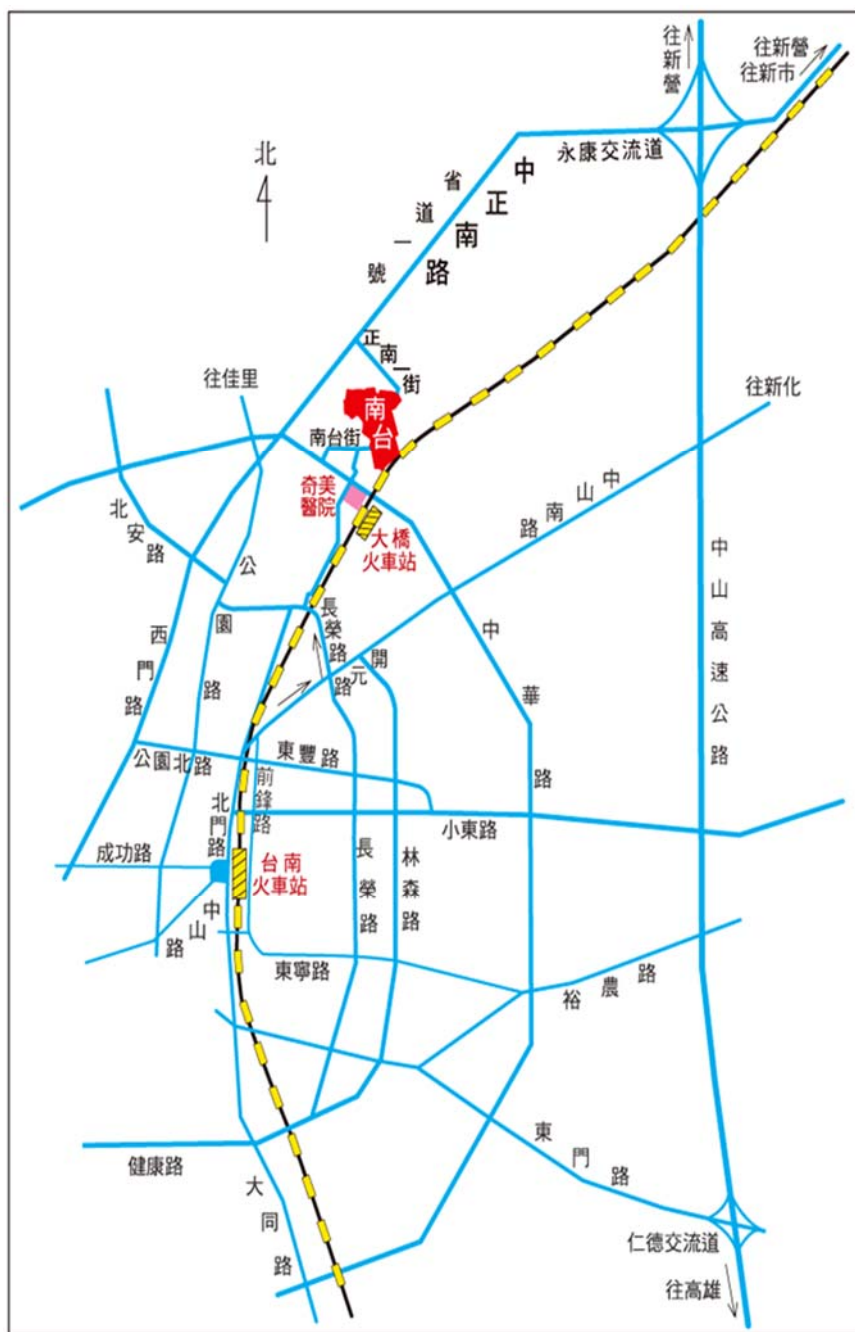 往新營
往新營
往新市
北
永康交流道
省道一號
中正南路
正南一街
往佳里
往新化
南台
南台街
奇美
醫院
大橋
火車站
中山南路
北安路
公園路
中山高速公路
西門路
長榮路
開元路
中華路
公園北路
東豐路
前鋒路
北門路
小東路
成功路
台南
火車站
長榮路
林森路
中山路
東寧路
裕農路
東門路
健康路
大同路
仁德交流道
往高雄